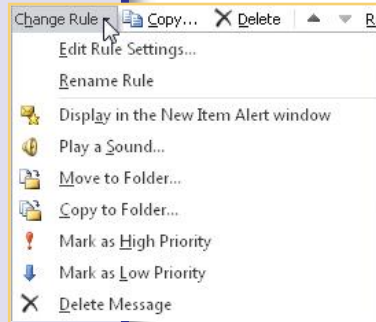 Change Rule Copy... Delete R
Edit Rule Settings...
Rename Rule
Display in the New Item Alert window
Play a Sound...
Move to Folder...
Copy to Folder...
Mark as High Priority
Mark as Low Priority
Delete Message